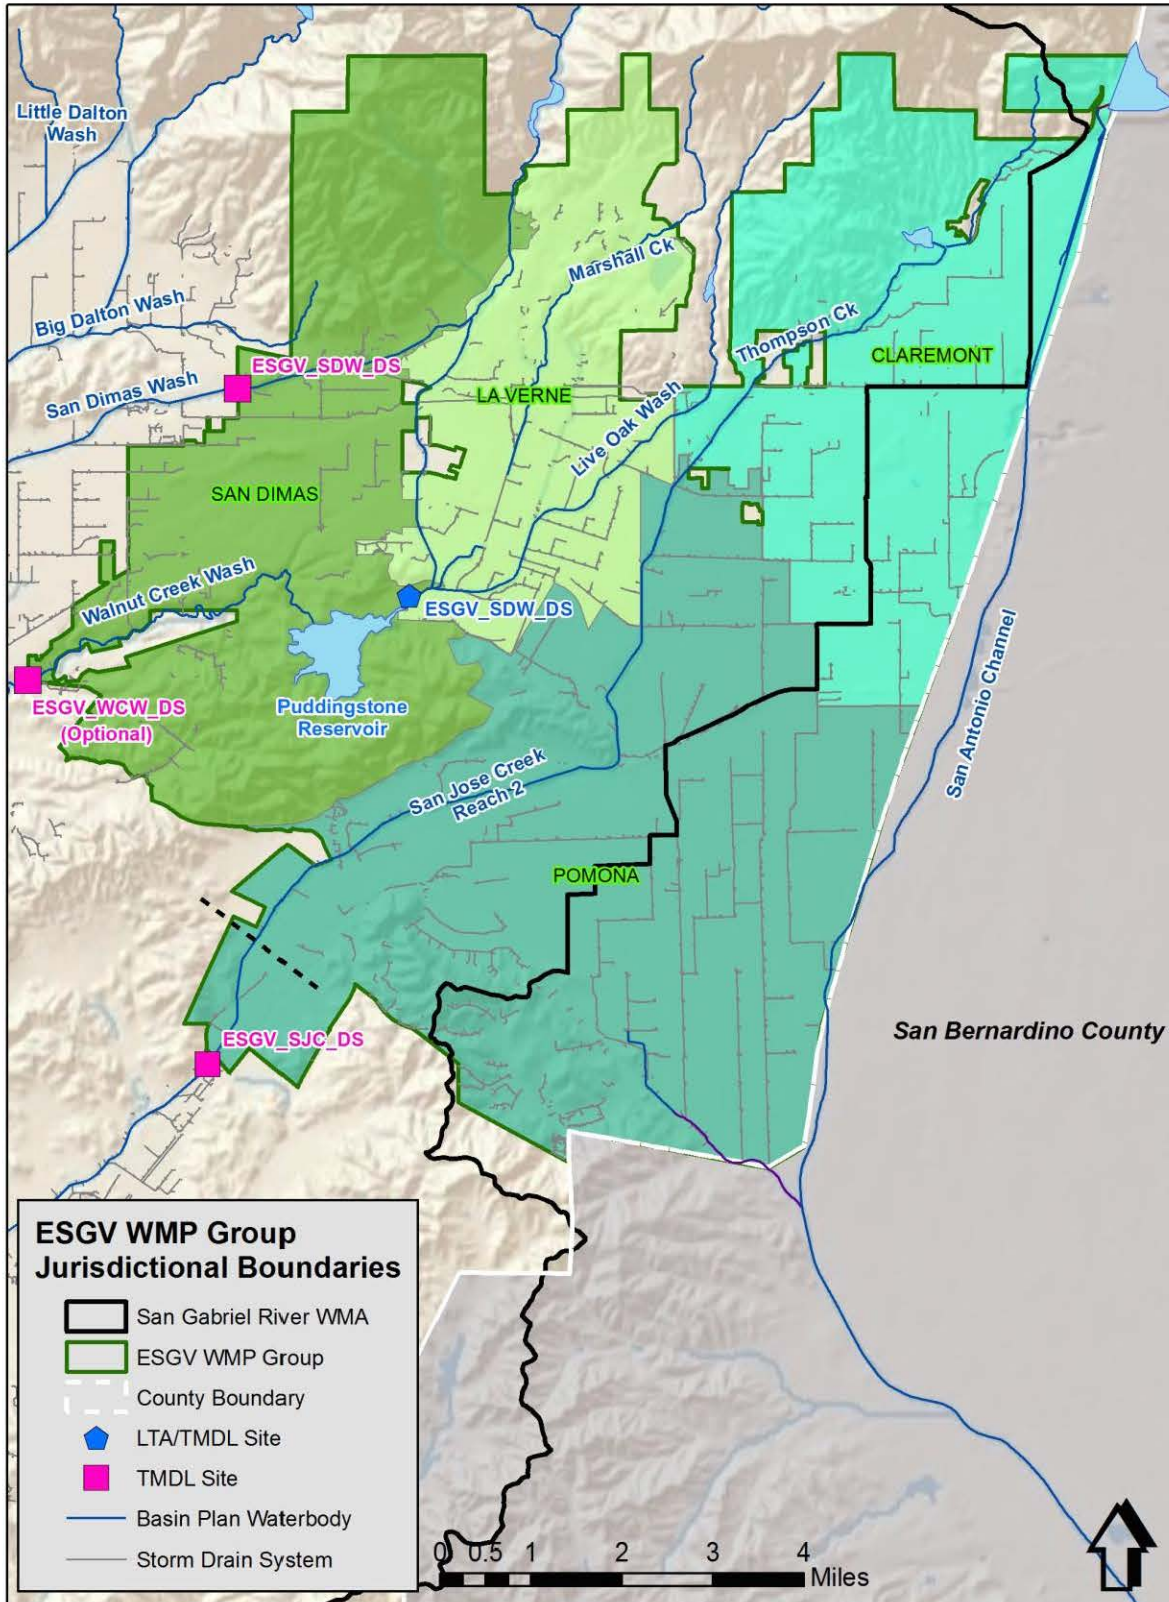 Little Dalton
Wash
Marshall Ck
Big Dalton Wash
Thompson Ck
CLAREMONT
ESGV_SDW_DS
San Dimas Wash
LA VERNE
Live Oak Wash
SAN DIMAS
Walnut Creek Wash
ESGV_SDW_DS
San Antonio Channel
ESGV_WCW_DS
(Optional)
Puddingstone
Reservoir
San Jose Creek
Reach 2
POMONA
San Bernardino County
ESGV_SJC_DS
ESGV WMP Group
Jurisdictional Boundaries
San Gabriel River WMA
ESGV WMP Group
County Boundary
LTA/TMDL Site
TMDL Site
Basin Plan Waterbody
Storm Drain System
0 0.5 1 2 3 4
Miles